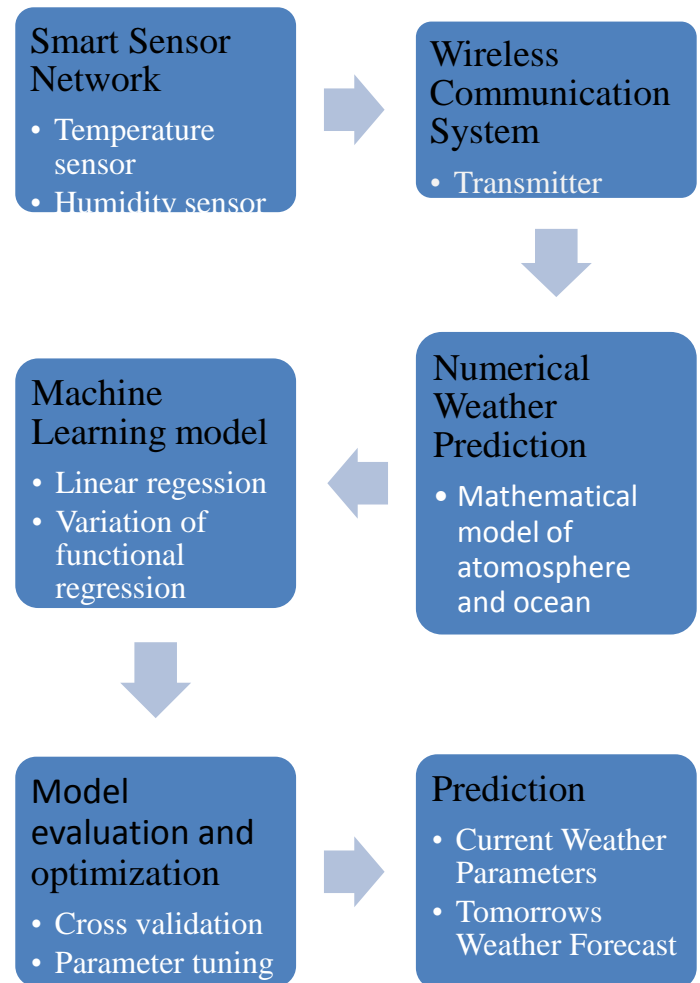 Smart Sensor
Network
• Temperature
sensor
• Humidity sensor
Wireless
Communication
System
• Transmitter
Numerical
Weather
Prediction
• Mathematical
model of
atomosphere
and ocean
Machine
Learning model
• Linear regession
• Variation of
functional
regression
Model
evaluation and
optimization
• Cross validation
• Parameter tuning
Prediction
• Current Weather
Parameters
• Tomorrows
Weather Forecast